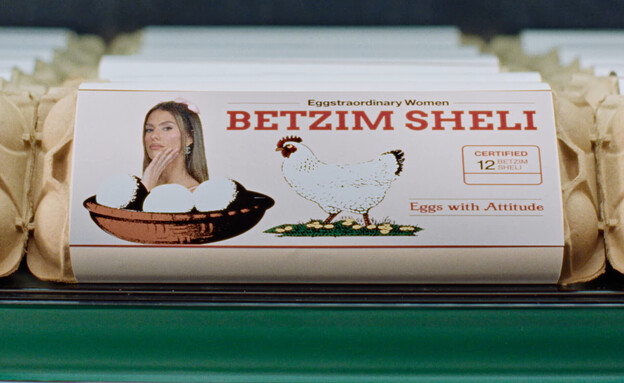 Eggstraordinary Women
BETZIM SHELI
CERTIFIED
12 BETZIM SHELI
Eggs with Attitude